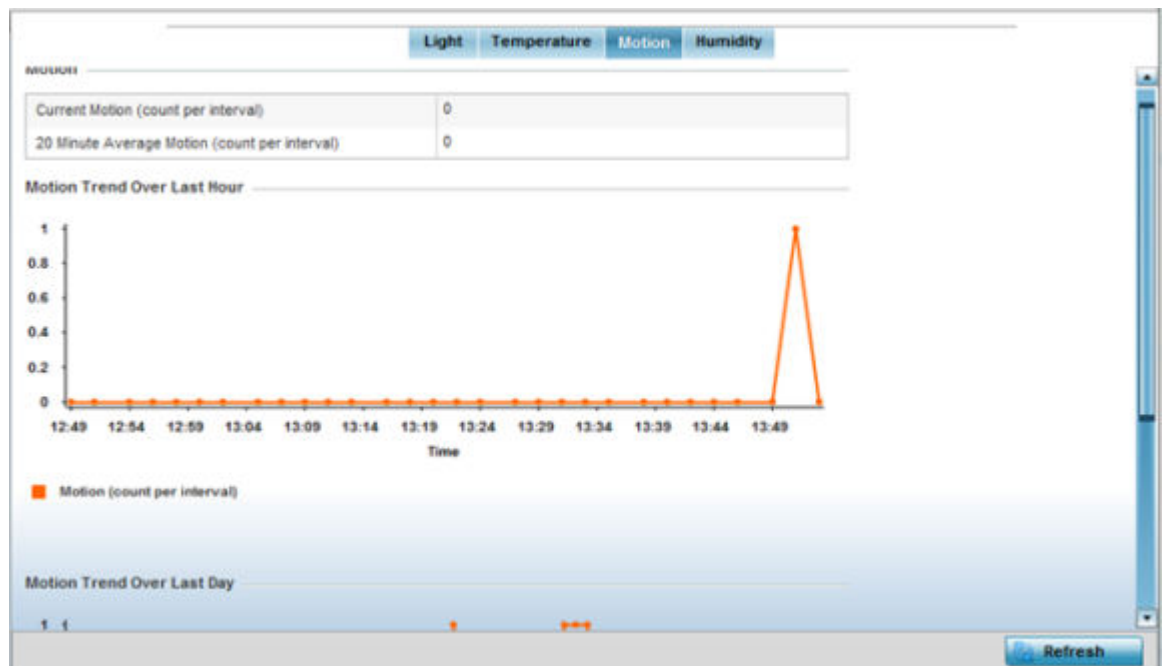 Light Temperature Motion Humidity
Motion
Current Motion (count per interval) 0
20 Minute Average Motion (count per interval) 0
Motion Trend Over Last Hour
1
0.8
0.6
0.4
0.2
0
12:49 12:54 12:59 13:04 13:09 13:14 13:19 13:24 13:29 13:34 13:39 13:44 13:49
Time
Motion (count per interval)
Motion Trend Over Last Day
1
Refresh